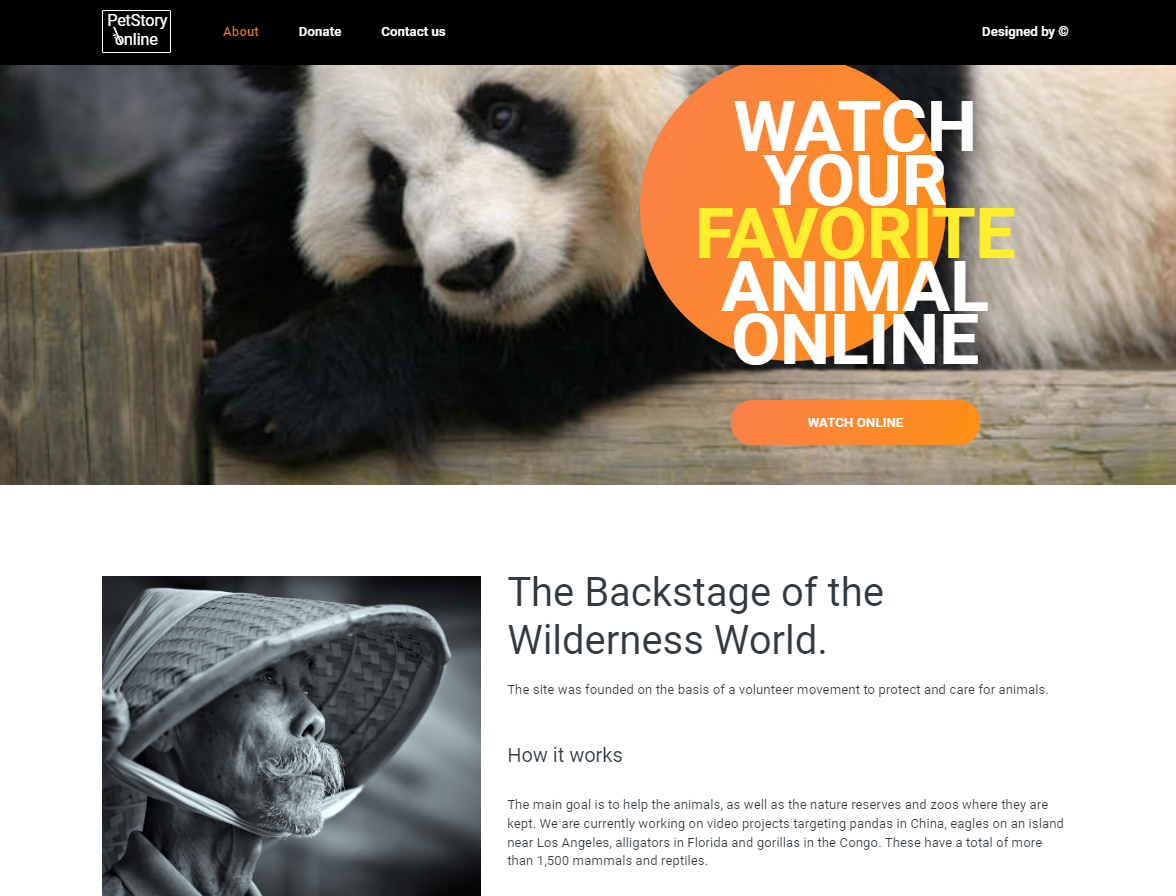 PetStory
online
About
Donate
Contact us
Designed by ©
WATCH
YOUR
FAVORITE
ANIMAL
ONLINE
WATCH ONLINE
The Backstage of the
Wilderness World.
The site was founded on the basis of a volunteer movement to protect and care for animals.
How it works
The main goal is to help the animals, as well as the nature reserves and zoos where they are
kept. We are currently working on video projects targeting pandas in China, eagles on an island
near Los Angeles, alligators in Florida and gorillas in the Congo. These have a total of more
than 1,500 mammals and reptiles.